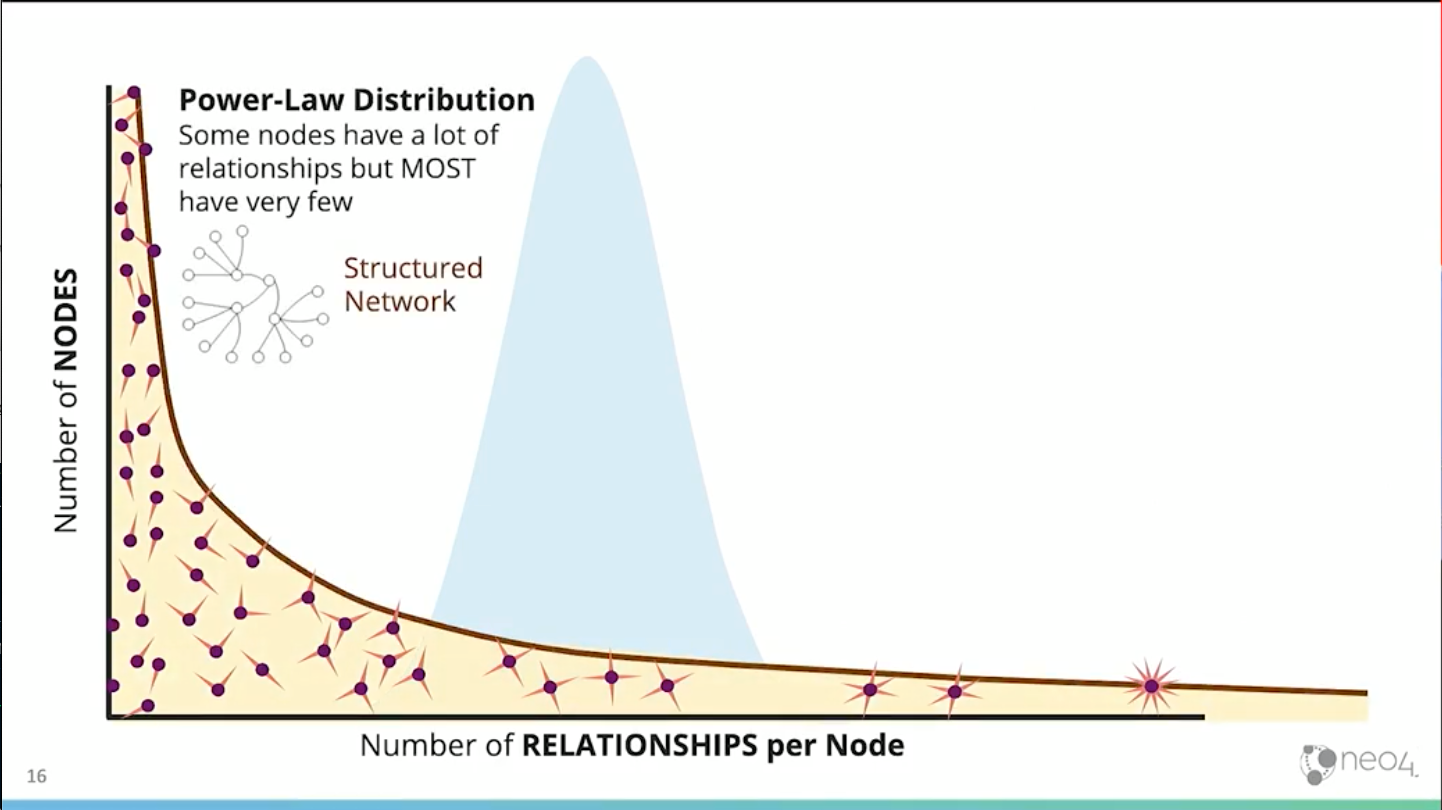 Power-Law Distribution
Some nodes have a lot of
relationships but MOST
have very few
Structured
Network
Number of NODES
Number of RELATIONSHIPS per Node
16
neo4j